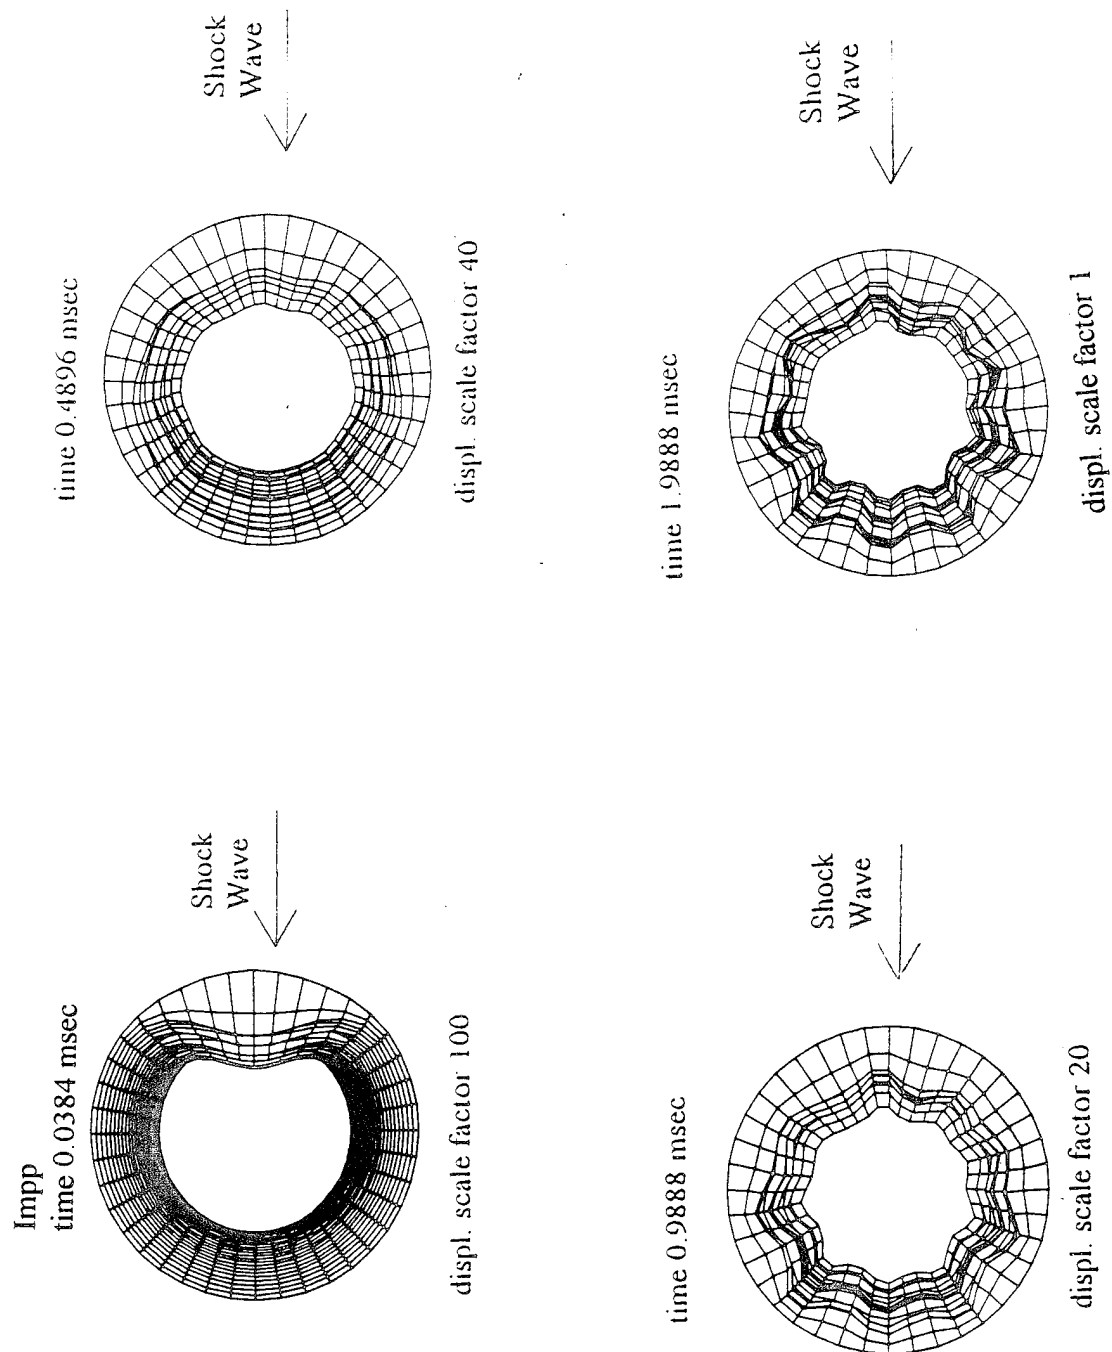 Impp
time 0.0384 msec
Shock
Wave
displ. scale factor 100
time 0.4896 msec
Shock
Wave
displ. scale factor 40
time 0.9888 msec
Shock
Wave
displ. scale factor 20
time 1.9888 msec
Shock
Wave
displ. scale factor 1